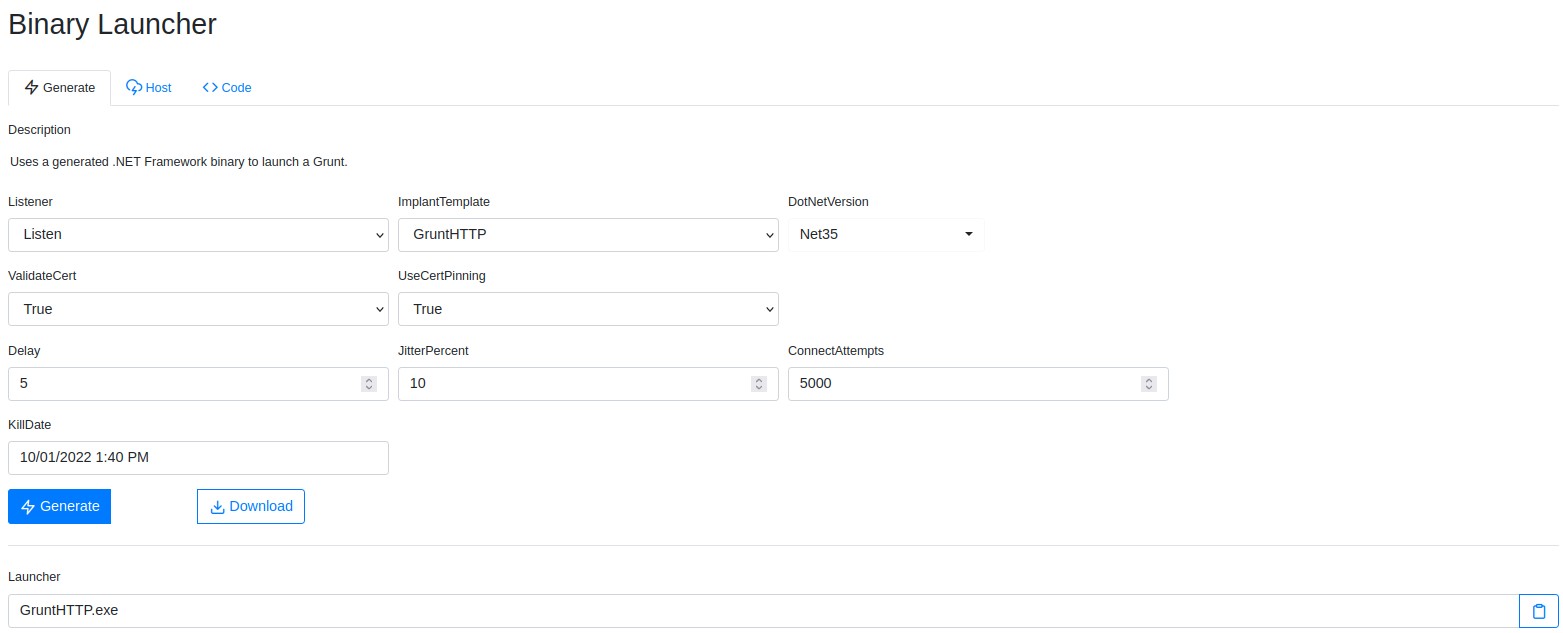 Binary Launcher
Generate Host Code
Description
Uses a generated .NET Framework binary to launch a Grunt.
Listener ImplantTemplate DotNetVersion
Listen GruntHTTP Net35
ValidateCert UseCertPinning
True True
Delay JitterPercent ConnectAttempts
5 10 5000
KillDate
10/01/2022 1:40 PM
Generate Download
Launcher
GruntHTTP.exe